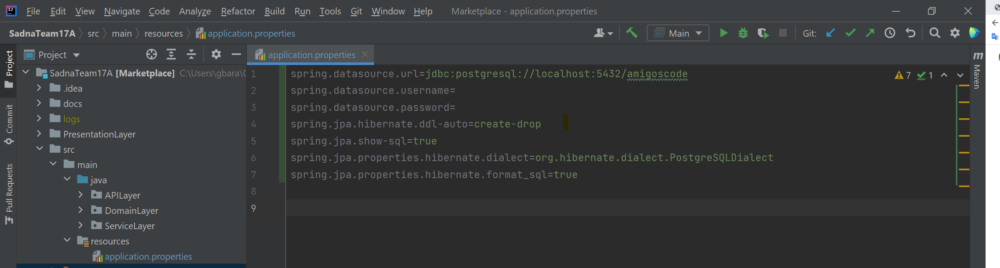 File Edit View Navigate Code Analyze Refactor Build Run Tools Git Window Help Marketplace - application.properties
SadnaTeam17A src main resources application.properties Main Git:
Project
application.properties
Project
Commit
Pull Requests
SadnaTeam17A [Marketplace] C:\Users\gbara\
.idea
docs
logs
PresentationLayer
src
main
java
APILayer
DomainLayer
ServiceLayer
resources
application.properties
1 spring.datasource.url=jdbc:postgresql://localhost:5432/amigoscode
2 spring.datasource.username=
3 spring.datasource.password=
4 spring.jpa.hibernate.ddl-auto=create-drop
5 spring.jpa.show-sql=true
6 spring.jpa.properties.hibernate.dialect=org.hibernate.dialect.PostgreSQLDialect
7 spring.jpa.properties.hibernate.format_sql=true
8
9
7 1
m
Maven